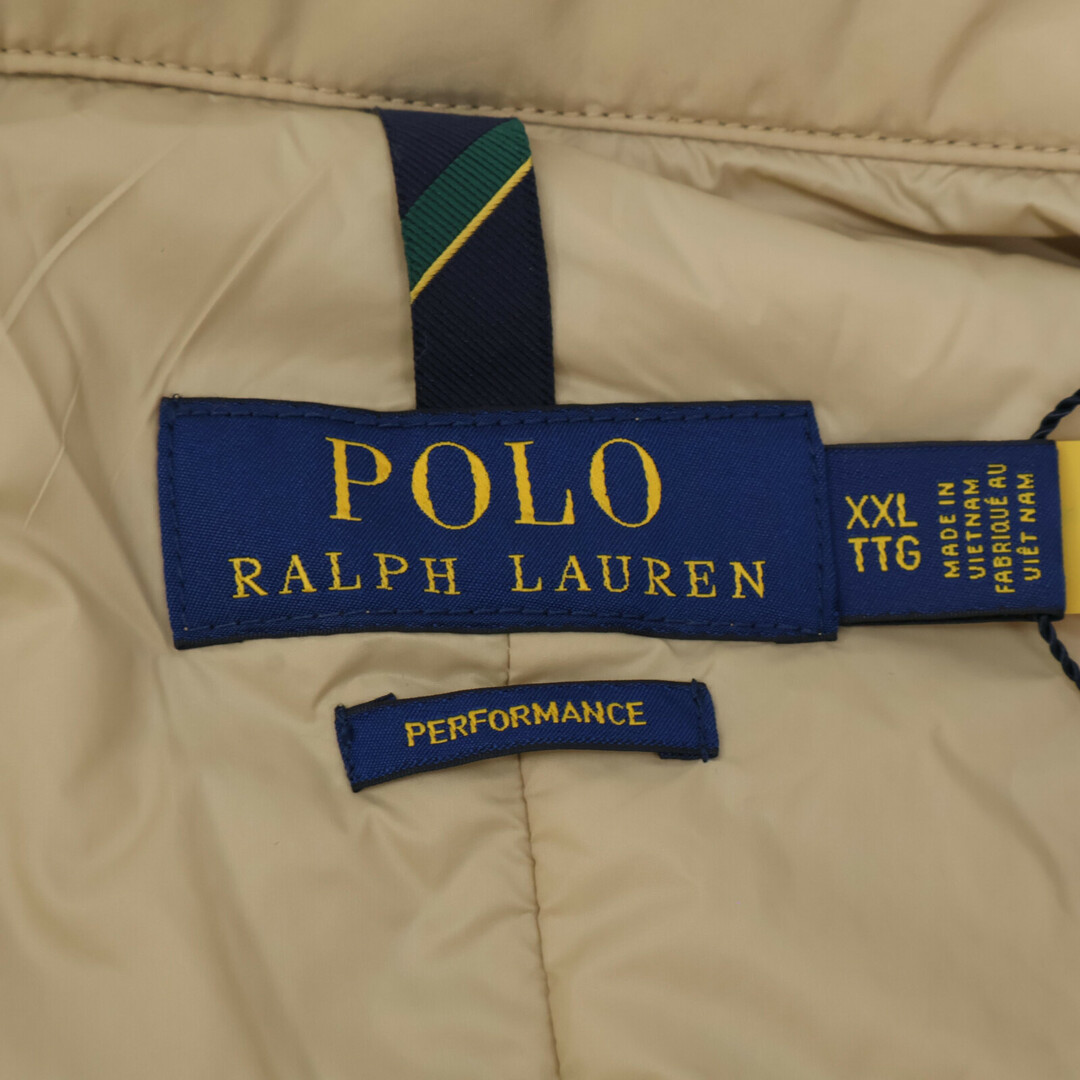 POLO
RALPH LAUREN
XXL
TTG
MADE IN
VIETNAM
FABRIQUÉ AU
VIÊT NAM
PERFORMANCE